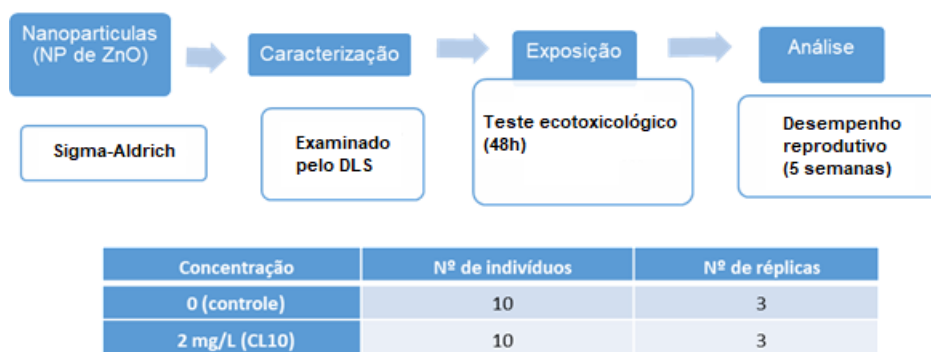 Nanoparticulas
(NP de ZnO)
Caracterização
Exposição
Análise
Sigma-Aldrich
Examinado
pelo DLS
Teste ecotoxicológico
(48h)
Desempenho
reprodutivo
(5 semanas)
Concentração Nº de indivíduos Nº de réplicas
0 (controle) 10 3
2 mg/L (CL10) 10 3